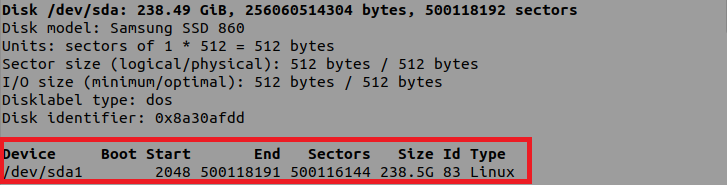 Disk /dev/sda: 238.49 GiB, 256060514304 bytes, 500118192 sectors
Disk model: Samsung SSD 860
Units: sectors of 1 * 512 = 512 bytes
Sector size (logical/physical): 512 bytes / 512 bytes
I/O size (minimum/optimal): 512 bytes / 512 bytes
Disklabel type: dos
Disk identifier: 0x8a30afdd
Device     Boot Start       End   Sectors   Size Id Type
/dev/sda1        2048 500118191 500116144 238.5G 83 Linux